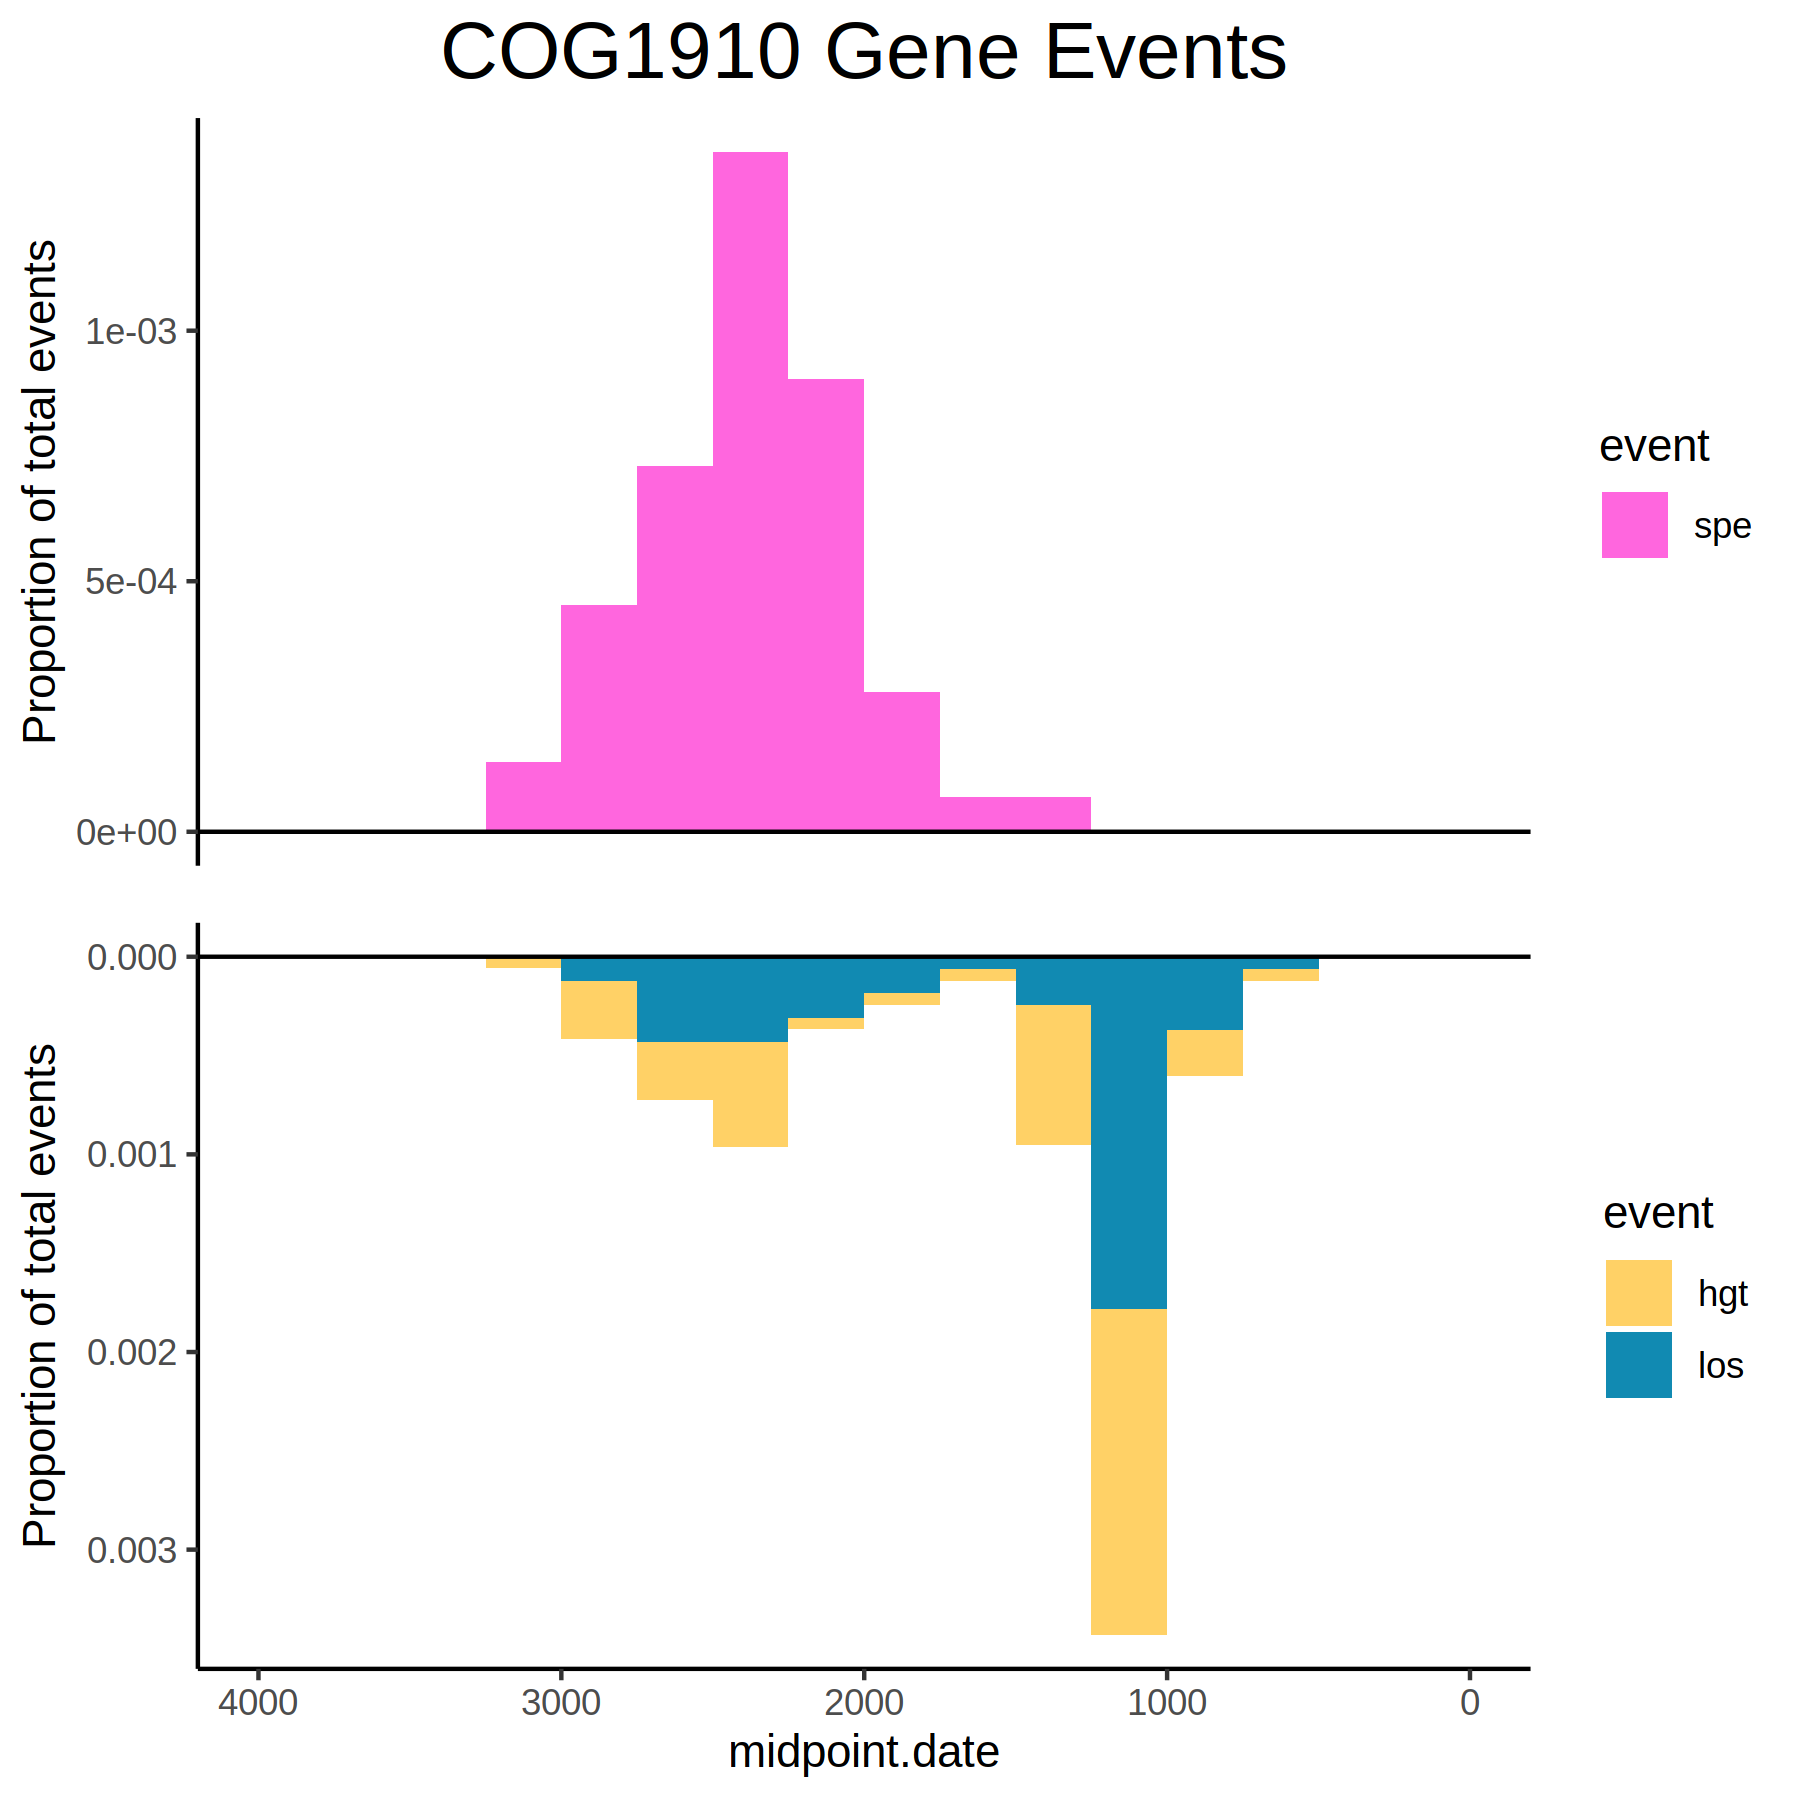 COG1910 Gene Events
Proportion of total events
1e-03
5e-04
0e+00
event
spe
Proportion of total events
0.000
0.001
0.002
0.003
event
hgt
los
4000 3000 2000 1000 0
midpoint.date